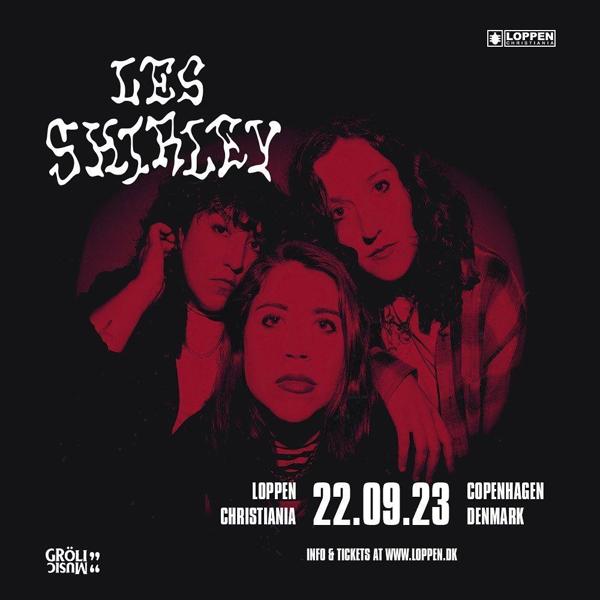 LOPPEN
CHRISTIANIA
LES
SHIRLEY
LOPPEN
CHRISTIANIA
22.09.23
COPENHAGEN
DENMARK
INFO & TICKETS AT WWW.LOPPEN.DK
GRÖLI
MUSIC